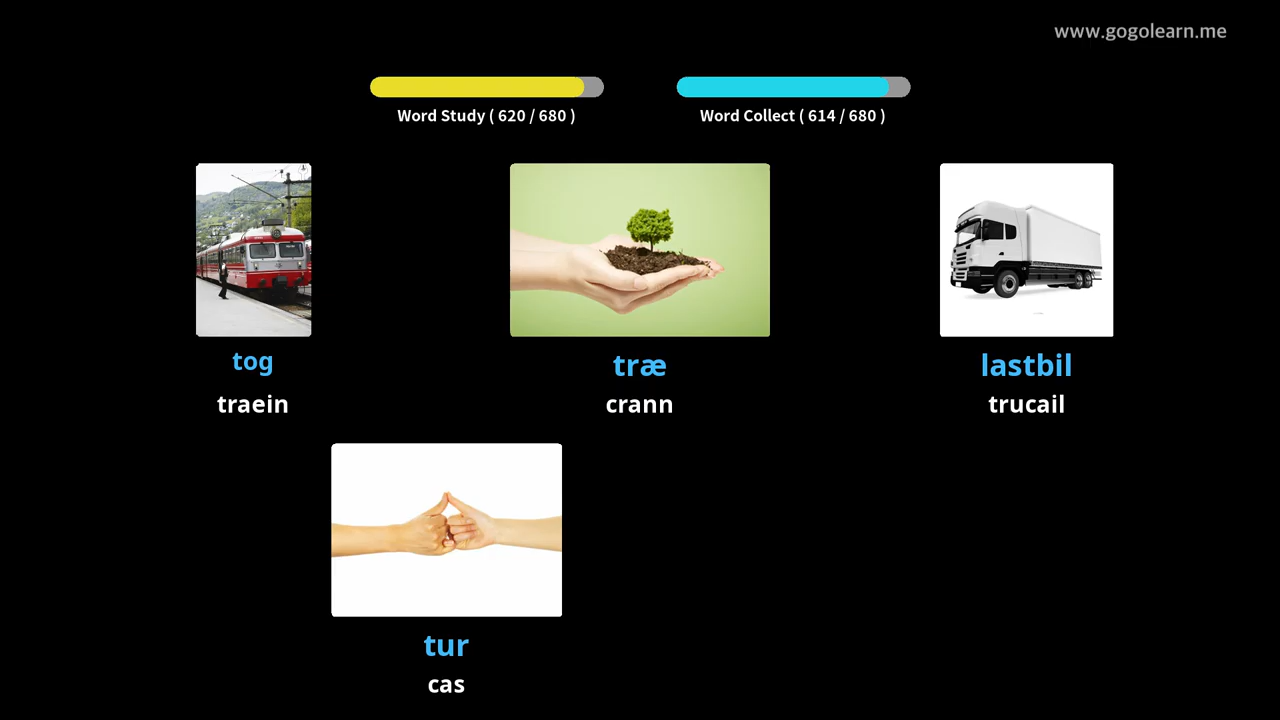 www.gogolearn.me
Word Study ( 620 / 680 )
Word Collect ( 614 / 680 )
tog
træ
lastbil
traein
crann
trucail
tur
cas